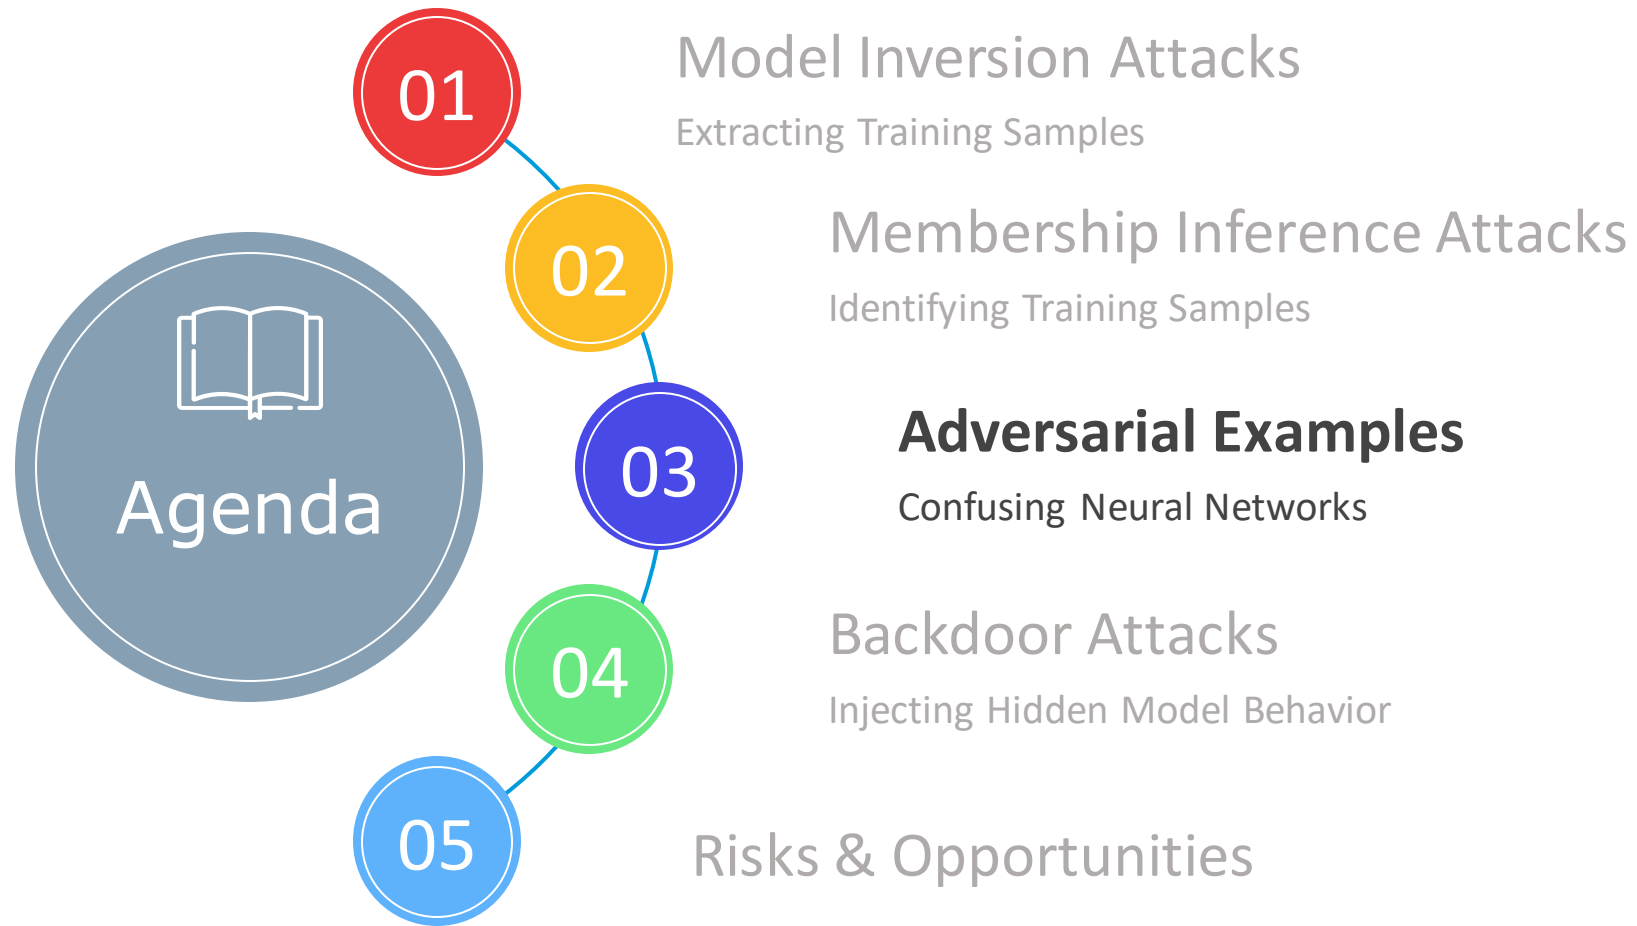 Agenda
01
Model Inversion Attacks
Extracting Training Samples
02
Membership Inference Attacks
Identifying Training Samples
03
Adversarial Examples
Confusing Neural Networks
04
Backdoor Attacks
Injecting Hidden Model Behavior
05
Risks & Opportunities